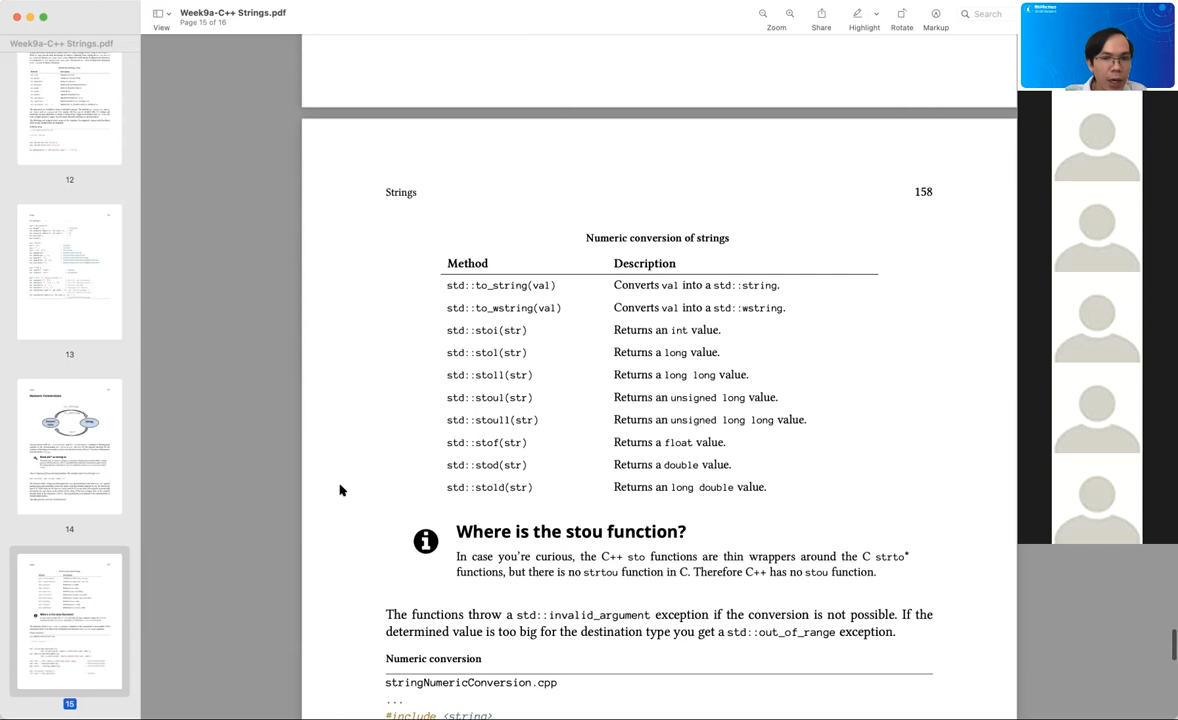 Week9a-C++ Strings.pdf
Page 15 of 16
View
Zoom
Share
Highlight
Rotate
Markup
Search
Week9a-C++ Strings.pdf
12
13
14
15
Strings
158
Numeric conversion of strings
Method Description
std::to_string(val) Converts val into a std::string.
std::to_wstring(val) Converts val into a std::wstring.
std::stoi(str) Returns an int value.
std::stol(str) Returns a long value.
std::stoll(str) Returns a long long value.
std::stoul(str) Returns an unsigned long value.
std::stoull(str) Returns an unsigned long long value.
std::stof(str) Returns a float value.
std::stod(str) Returns a double value.
std::stold(str) Returns an long double value.
Where is the stou function?
In case you're curious, the C++ sto functions are thin wrappers around the C strto*
functions, but there is no strtou function in C. Therefore C++ has no stou function.
The functions throw a std::invalid_argument exception if the conversion is not possible. If the
determined value is too big for the destination type you get a std::out_of_range exception.
Numeric conversion
stringNumericConversion.cpp
...
#include <string>